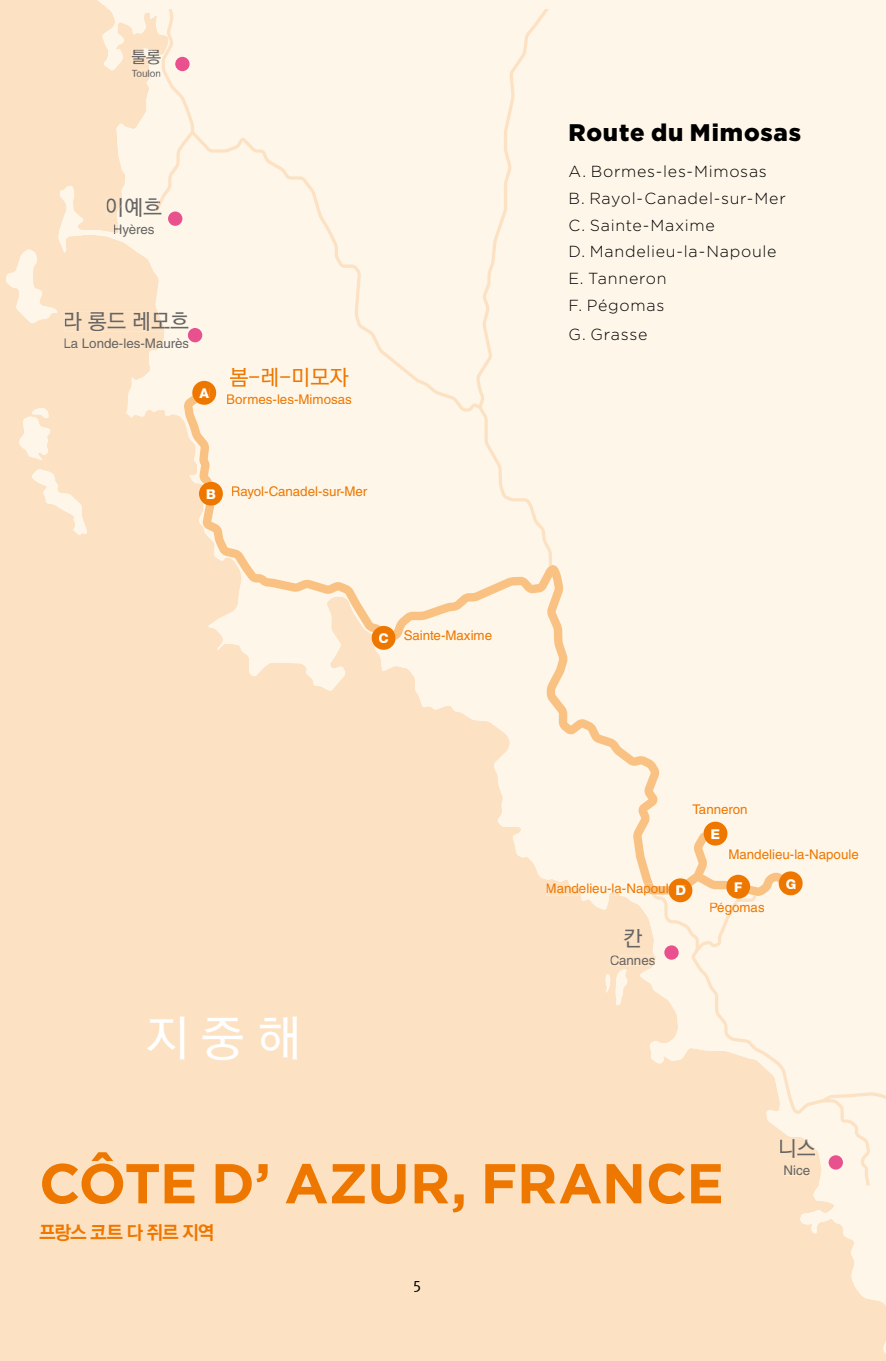 툴롱
Toulon
Route du Mimosas
A. Bormes-les-Mimosas
B. Rayol-Canadel-sur-Mer
C. Sainte-Maxime
D. Mandelieu-la-Napoule
E. Tanneron
F. Pégomas
G. Grasse
이예흐
Hyères
라 롱드 레모흐
La Londe-les-Maurès
봄-레-미모자
A
Bormes-les-Mimosas
B
Rayol-Canadel-sur-Mer
C
Sainte-Maxime
Tanneron
E
Mandelieu-la-Napoule
Mandelieu-la-Napoul
D
F
G
Pégomas
칸
Cannes
지중해
니스
Nice
CÔTE D’ AZUR, FRANCE
프랑스 코트 다 쥐르 지역
5